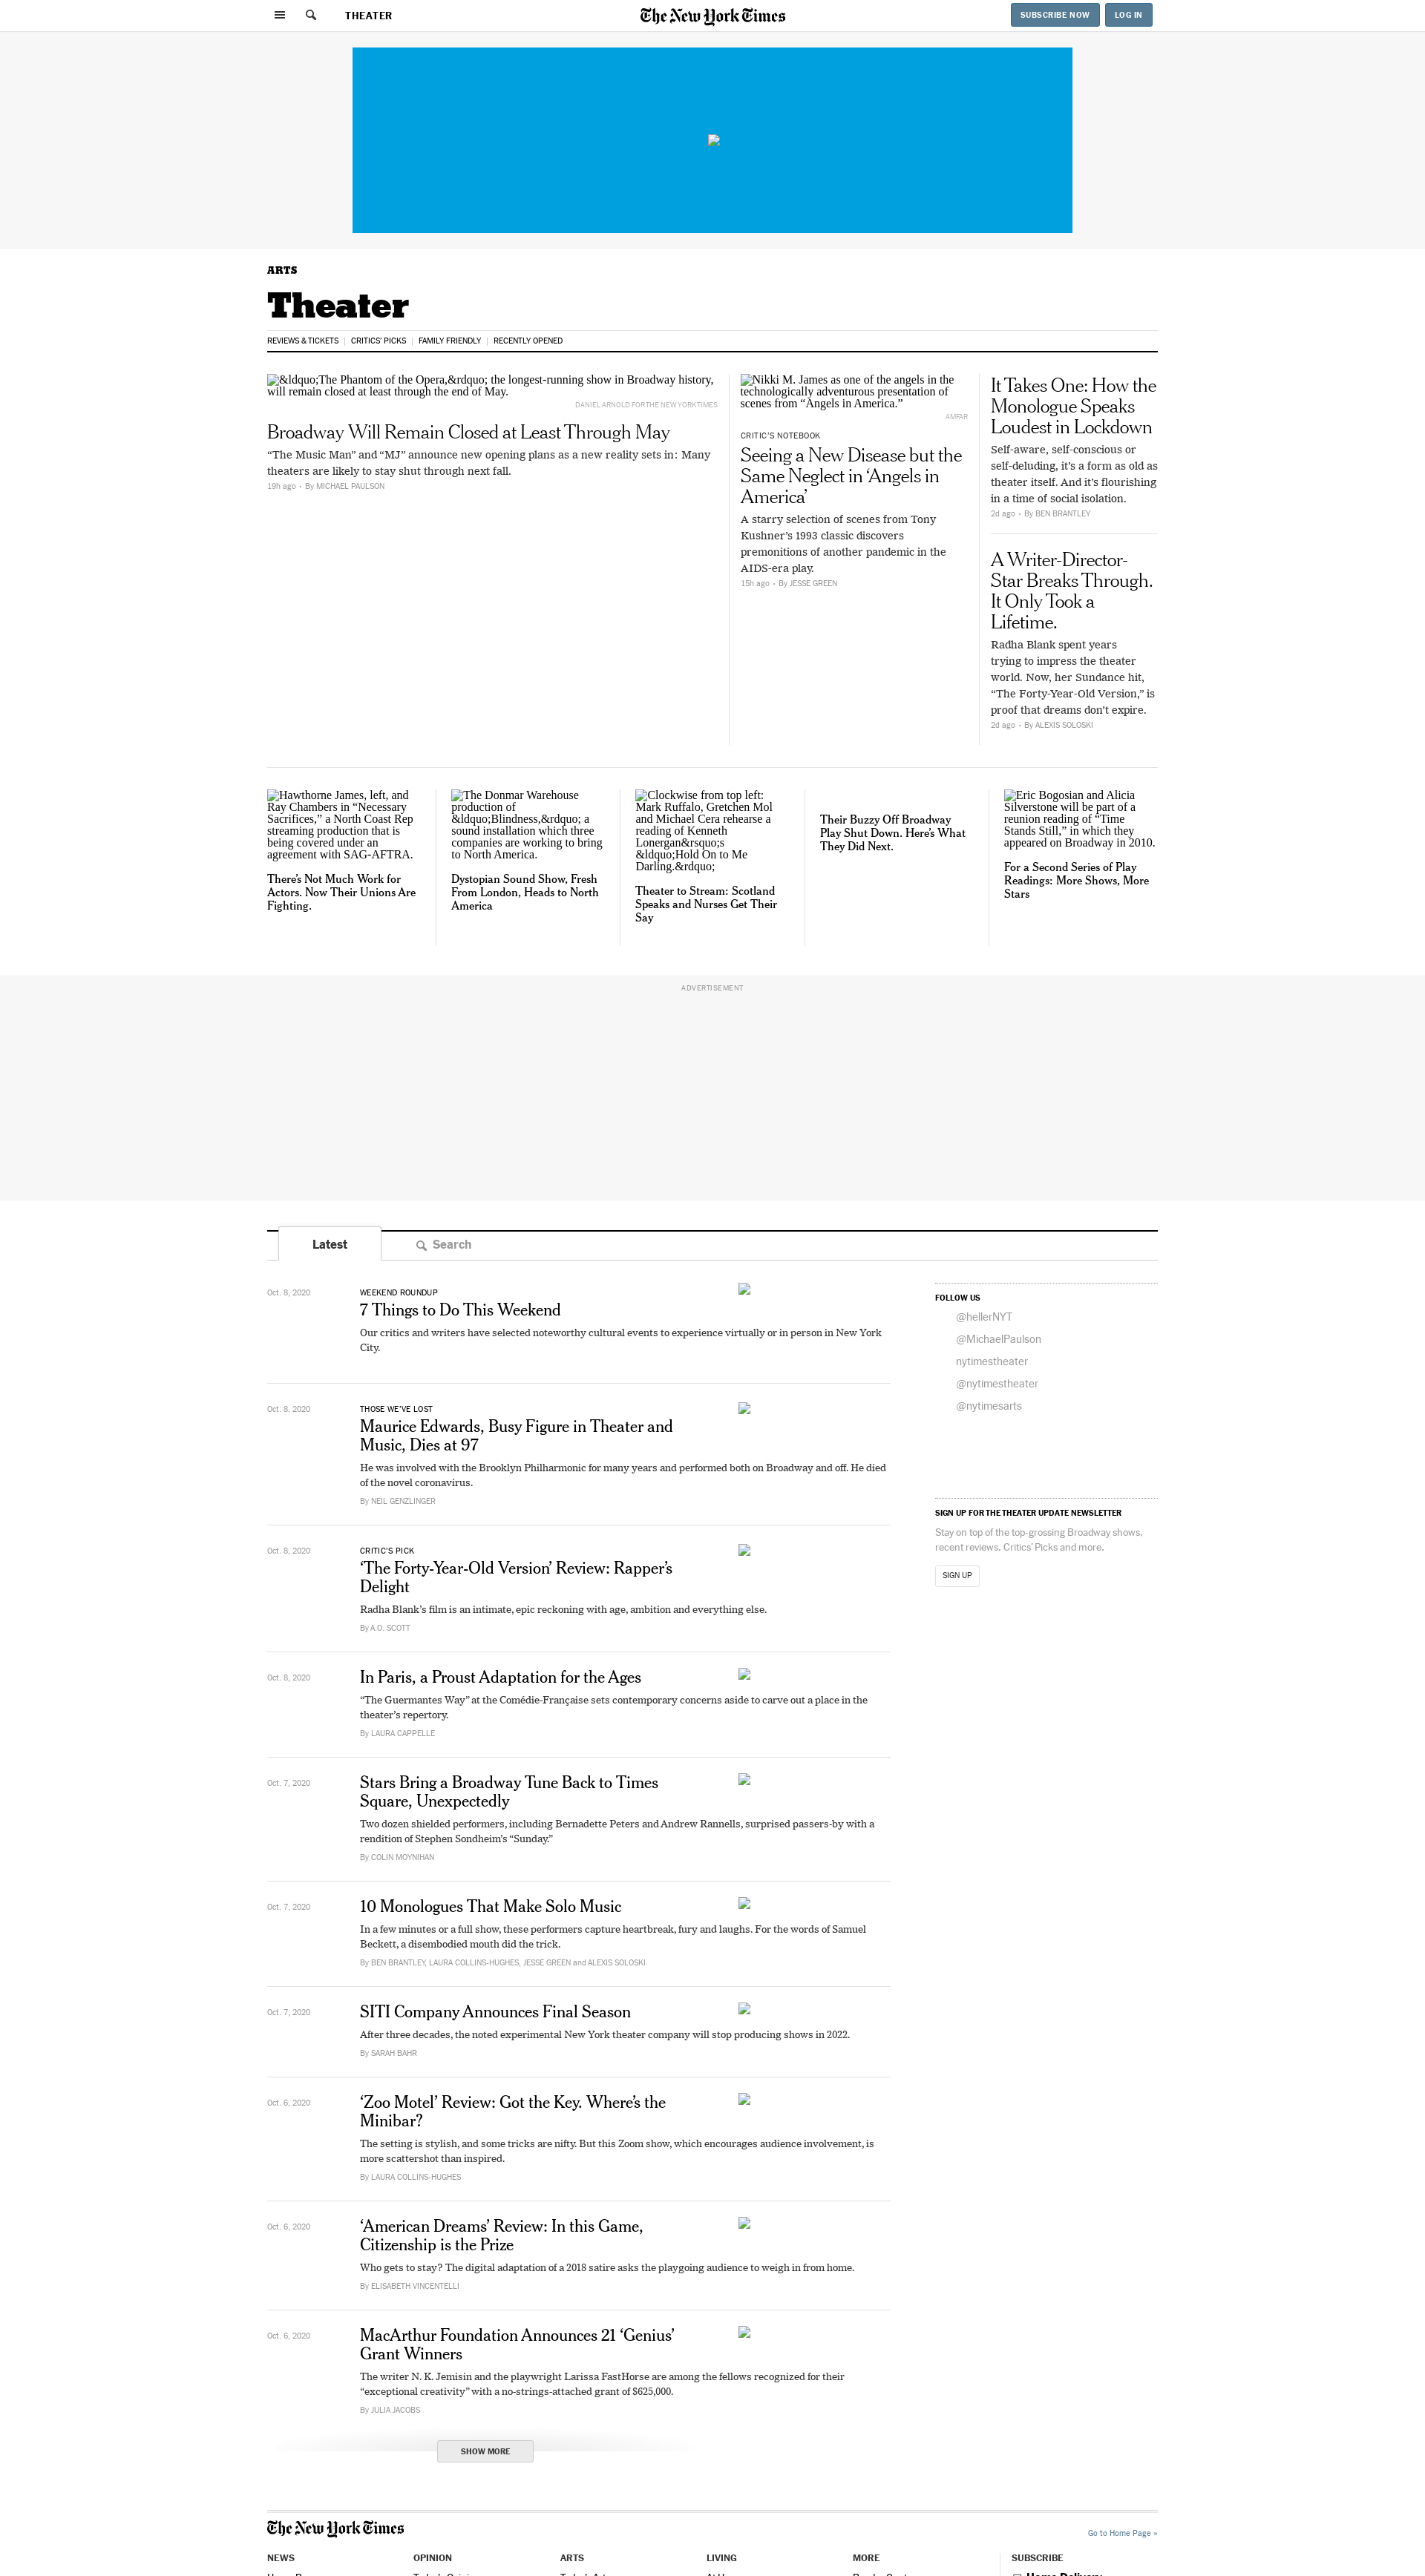 THEATER
The New York Times
SUBSCRIBE NOW
LOG IN
ARTS
Theater
REVIEWS & TICKETS
CRITICS' PICKS
FAMILY FRIENDLY
RECENTLY OPENED
&ldquo;The Phantom of the Opera,&rdquo; the longest-running show in Broadway history,
will remain closed at least through the end of May.
DANIEL ARNOLD FOR THE NEW YORK TIMES
Broadway Will Remain Closed at Least Through May
“The Music Man” and “MJ” announce new opening plans as a new reality sets in: Many
theaters are likely to stay shut through next fall.
19h ago • By MICHAEL PAULSON
Nikki M. James as one of the angels in the
technologically adventurous presentation of
scenes from “Angels in America.”
AMFAR
CRITIC’S NOTEBOOK
Seeing a New Disease but the
Same Neglect in ‘Angels in
America’
A starry selection of scenes from Tony
Kushner’s 1993 classic discovers
premonitions of another pandemic in the
AIDS-era play.
15h ago • By JESSE GREEN
It Takes One: How the
Monologue Speaks
Loudest in Lockdown
Self-aware, self-conscious or
self-deluding, it’s a form as old as
theater itself. And it’s flourishing
in a time of social isolation.
2d ago • By BEN BRANTLEY
A Writer-Director-
Star Breaks Through.
It Only Took a
Lifetime.
Radha Blank spent years
trying to impress the theater
world. Now, her Sundance hit,
“The Forty-Year-Old Version,” is
proof that dreams don’t expire.
2d ago • By ALEXIS SOLOSKI
Hawthorne James, left, and
Ray Chambers in “Necessary
Sacrifices,” a North Coast Rep
streaming production that is
being covered under an
agreement with SAG-AFTRA.
There’s Not Much Work for
Actors. Now Their Unions Are
Fighting.
The Donmar Warehouse
production of
&ldquo;Blindness,&rdquo; a
sound installation which three
companies are working to bring
to North America.
Dystopian Sound Show, Fresh
From London, Heads to North
America
Clockwise from top left:
Mark Ruffalo, Gretchen Mol
and Michael Cera rehearse a
reading of Kenneth
Lonergan&rsquo;s
&ldquo;Hold On to Me
Darling.&rdquo;
Theater to Stream: Scotland
Speaks and Nurses Get Their
Say
Their Buzzy Off Broadway
Play Shut Down. Here’s What
They Did Next.
Eric Bogosian and Alicia
Silverstone will be part of a
reunion reading of “Time
Stands Still,” in which they
appeared on Broadway in 2010.
For a Second Series of Play
Readings: More Shows, More
Stars
ADVERTISEMENT
Latest
Search
Oct. 8, 2020
WEEKEND ROUNDUP
7 Things to Do This Weekend
Our critics and writers have selected noteworthy cultural events to experience virtually or in person in New York
City.
Oct. 8, 2020
THOSE WE’VE LOST
Maurice Edwards, Busy Figure in Theater and
Music, Dies at 97
He was involved with the Brooklyn Philharmonic for many years and performed both on Broadway and off. He died
of the novel coronavirus.
By NEIL GENZLINGER
Oct. 8, 2020
CRITIC’S PICK
‘The Forty-Year-Old Version’ Review: Rapper’s
Delight
Radha Blank’s film is an intimate, epic reckoning with age, ambition and everything else.
By A.O. SCOTT
Oct. 8, 2020
In Paris, a Proust Adaptation for the Ages
“The Guermantes Way” at the Comédie-Française sets contemporary concerns aside to carve out a place in the
theater’s repertory.
By LAURA CAPPELLE
Oct. 7, 2020
Stars Bring a Broadway Tune Back to Times
Square, Unexpectedly
Two dozen shielded performers, including Bernadette Peters and Andrew Rannells, surprised passers-by with a
rendition of Stephen Sondheim’s “Sunday.”
By COLIN MOYNIHAN
Oct. 7, 2020
10 Monologues That Make Solo Music
In a few minutes or a full show, these performers capture heartbreak, fury and laughs. For the words of Samuel
Beckett, a disembodied mouth did the trick.
By BEN BRANTLEY, LAURA COLLINS-HUGHES, JESSE GREEN and ALEXIS SOLOSKI
Oct. 7, 2020
SITI Company Announces Final Season
After three decades, the noted experimental New York theater company will stop producing shows in 2022.
By SARAH BAHR
Oct. 6, 2020
‘Zoo Motel’ Review: Got the Key. Where’s the
Minibar?
The setting is stylish, and some tricks are nifty. But this Zoom show, which encourages audience involvement, is
more scattershot than inspired.
By LAURA COLLINS-HUGHES
Oct. 6, 2020
‘American Dreams’ Review: In this Game,
Citizenship is the Prize
Who gets to stay? The digital adaptation of a 2018 satire asks the playgoing audience to weigh in from home.
By ELISABETH VINCENTELLI
Oct. 6, 2020
MacArthur Foundation Announces 21 ‘Genius’
Grant Winners
The writer N. K. Jemisin and the playwright Larissa FastHorse are among the fellows recognized for their
“exceptional creativity” with a no-strings-attached grant of $625,000.
By JULIA JACOBS
SHOW MORE
FOLLOW US
@hellerNYT
@MichaelPaulson
nytimestheater
@nytimestheater
@nytimesarts
SIGN UP FOR THE THEATER UPDATE NEWSLETTER
Stay on top of the top-grossing Broadway shows,
recent reviews, Critics’ Picks and more.
SIGN UP
The New York Times
Go to Home Page »
NEWS
OPINION
ARTS
LIVING
MORE
SUBSCRIBE